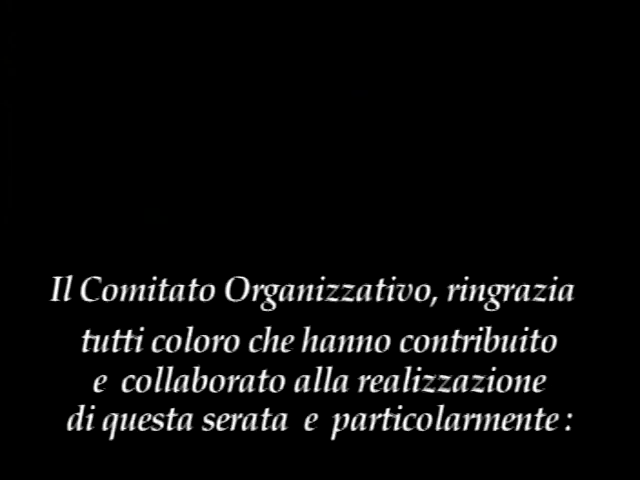 Il Comitato Organizzativo, ringrazia
tutti coloro che hanno contribuito
e collaborato alla realizzazione
di questa serata e particolarmente :